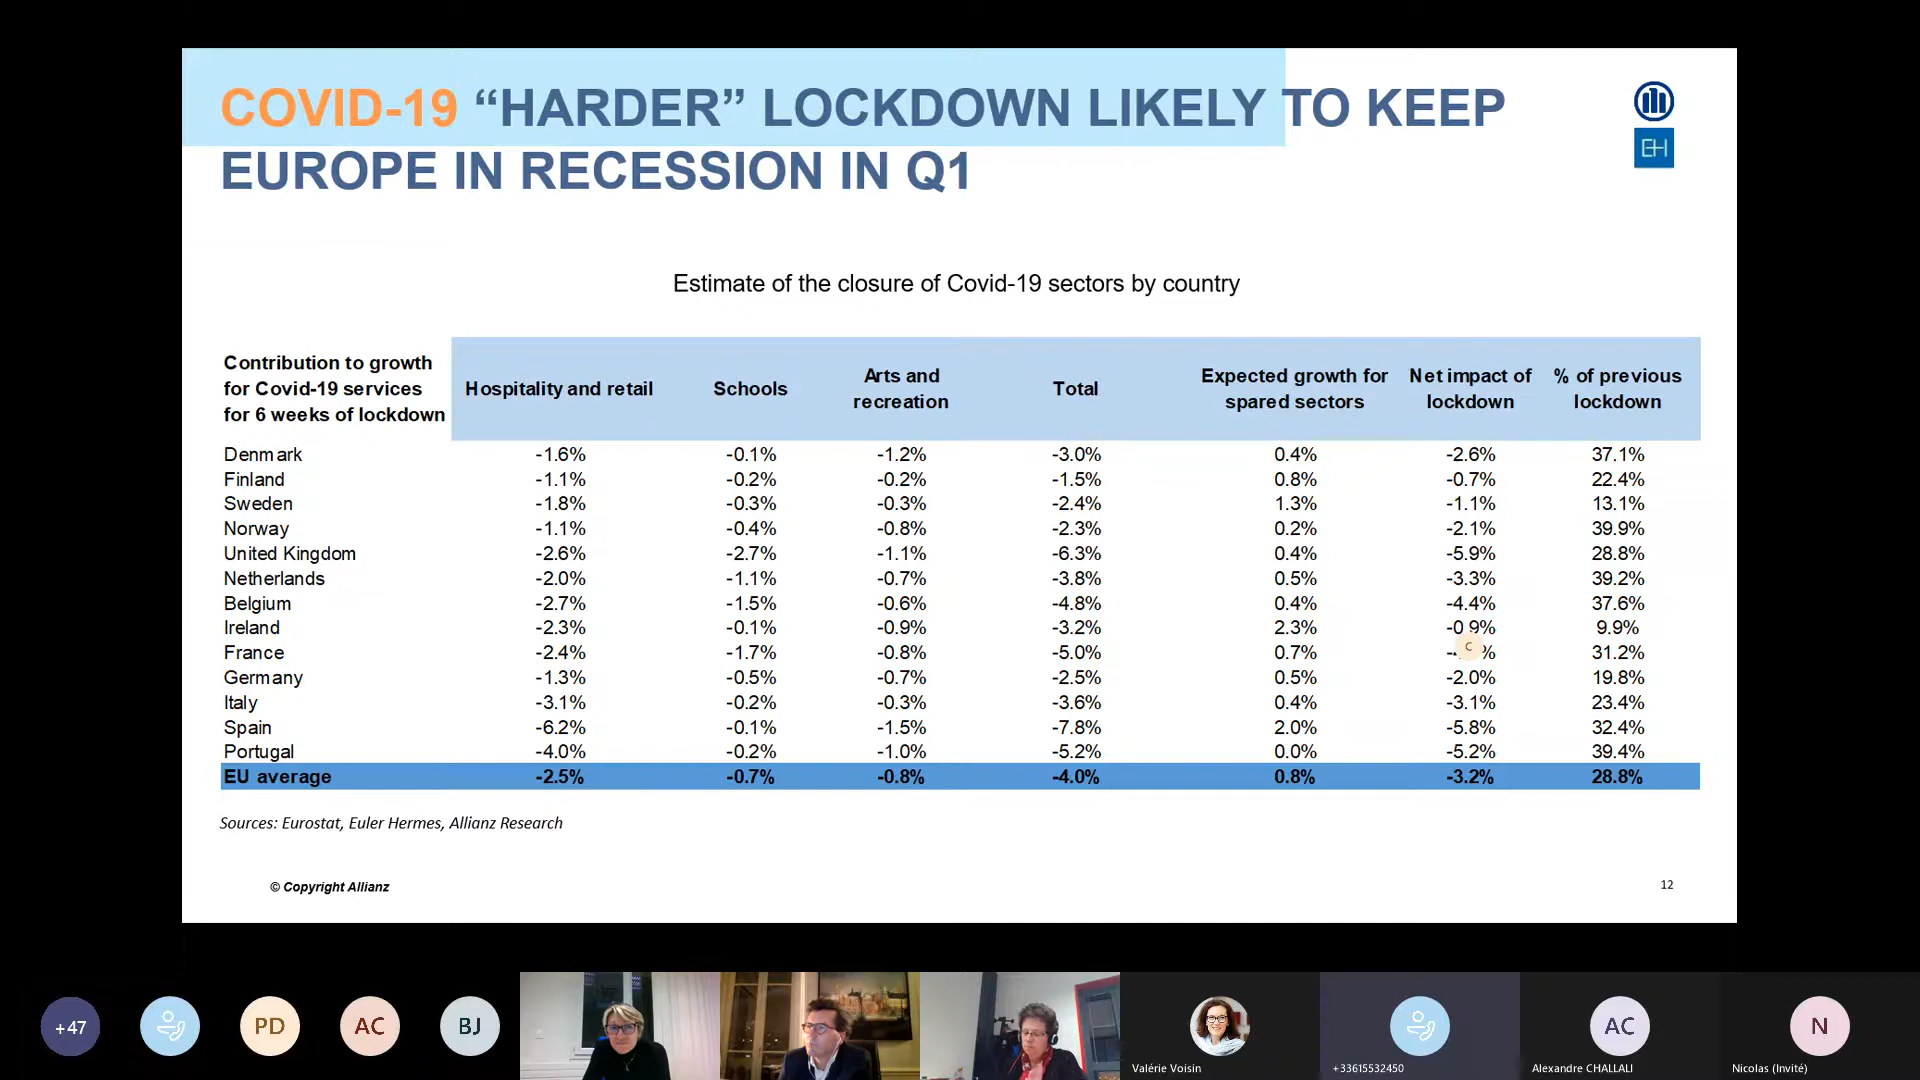 COVID-19 “HARDER” LOCKDOWN LIKELY TO KEEP
EUROPE IN RECESSION IN Q1
EH
Estimate of the closure of Covid-19 sectors by country
Contribution to growth for Covid-19 services for 6 weeks of lockdown Hospitality and retail Schools Arts and recreation Total Expected growth for spared sectors Net impact of lockdown % of previous lockdown
Denmark -1.6% -0.1% -1.2% -3.0% 0.4% -2.6% 37.1%
Finland -1.1% -0.2% -0.2% -1.5% 0.8% -0.7% 22.4%
Sweden -1.8% -0.3% -0.3% -2.4% 1.3% -1.1% 13.1%
Norway -1.1% -0.4% -0.8% -2.3% 0.2% -2.1% 39.9%
United Kingdom -2.6% -2.7% -1.1% -6.3% 0.4% -5.9% 28.8%
Netherlands -2.0% -1.1% -0.7% -3.8% 0.5% -3.3% 39.2%
Belgium -2.7% -1.5% -0.6% -4.8% 0.4% -4.4% 37.6%
Ireland -2.3% -0.1% -0.9% -3.2% 2.3% -0.9% 9.9%
France -2.4% -1.7% -0.8% -5.0% 0.7% 31.2%
C
Germany -1.3% -0.5% -0.7% -2.5% 0.5% -2.0% 19.8%
Italy -3.1% -0.2% -0.3% -3.6% 0.4% -3.1% 23.4%
Spain -6.2% -0.1% -1.5% -7.8% 2.0% -5.8% 32.4%
Portugal -4.0% -0.2% -1.0% -5.2% 0.0% -5.2% 39.4%
EU average -2.5% -0.7% -0.8% -4.0% 0.8% -3.2% 28.8%
Sources: Eurostat, Euler Hermes, Allianz Research
© Copyright Allianz
12
+47
PD
AC
BJ
AC
N
Valérie Voisin
+33615532450
Alexandre CHALLALI
Nicolas (Invité)